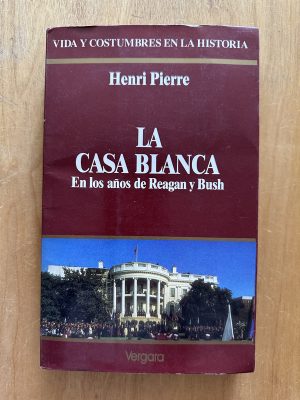 VIDA Y COSTUMBRES EN LA HISTORIA
Henri Pierre
LA
CASA BLANCA
En los años de Reagan y Bush
Vergara